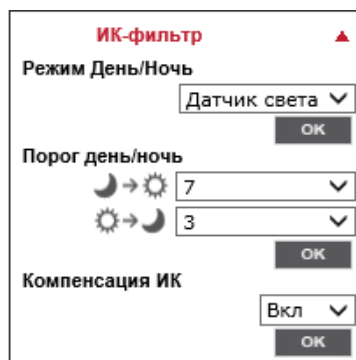 ИК-фильтр
Режим День/Ночь
Датчик света
OK
Порог день/ночь
7
3
OK
Компенсация ИК
Вкл
OK